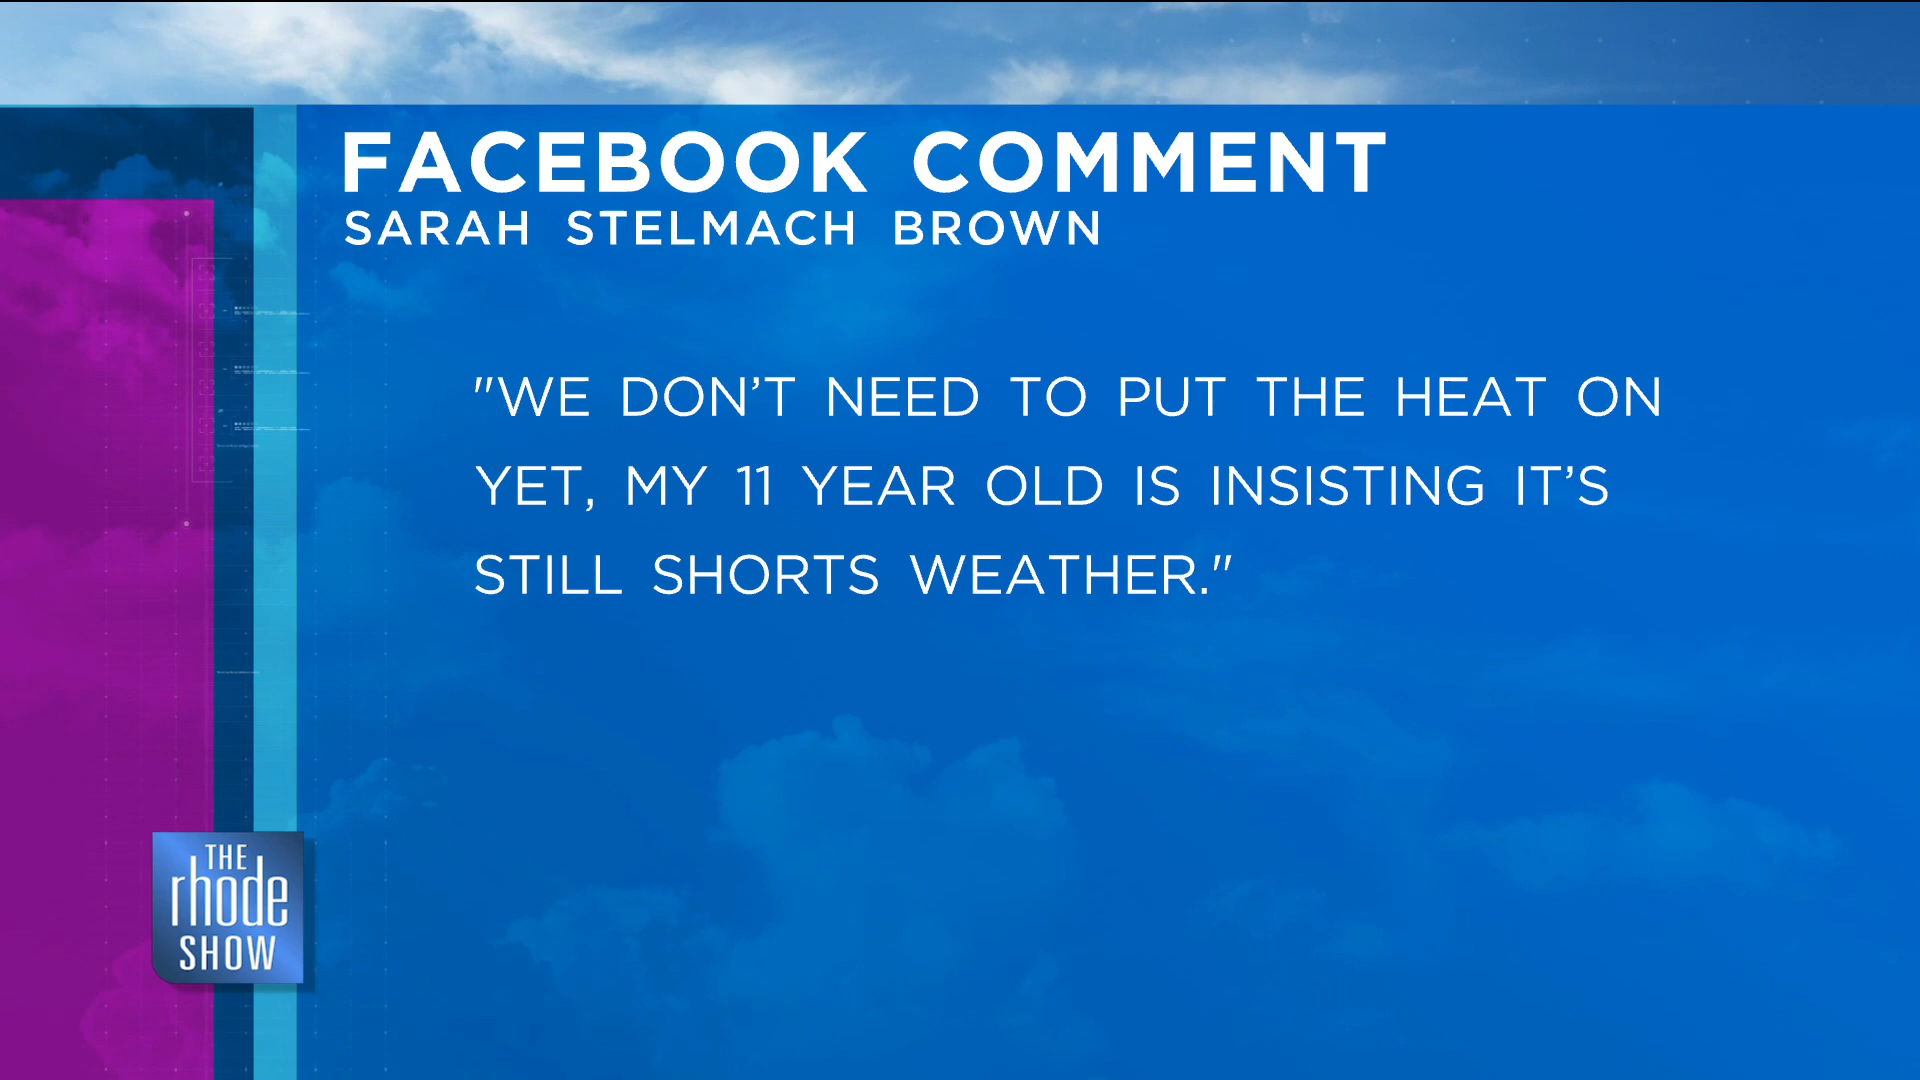 FACEBOOK COMMENT
SARAH STELMACH BROWN
"WE DON’T NEED TO PUT THE HEAT ON
YET, MY 11 YEAR OLD IS INSISTING IT’S
STILL SHORTS WEATHER."
THE
rhode
SHOW